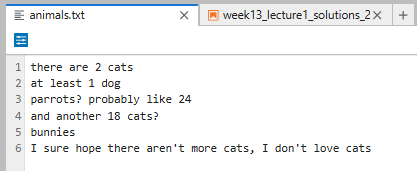 animals.txt
week13_lecture1_solutions_2
1 there are 2 cats
2 at least 1 dog
3 parrots? probably like 24
4 and another 18 cats?
5 bunnies
6 I sure hope there aren't more cats, I don't love cats